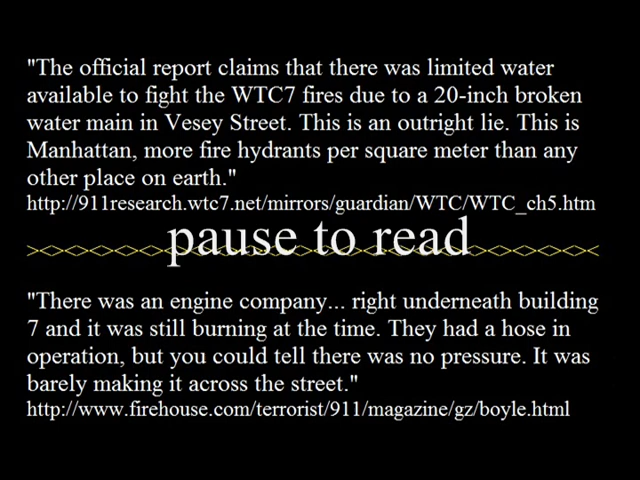 "The official report claims that there was limited water
available to fight the WTC7 fires due to a 20-inch broken
water main in Vesey Street. This is an outright lie. This is
Manhattan, more fire hydrants per square meter than any
other place on earth."
http://911research.wtc7.net/mirrors/guardian/WTC/WTC_ch5.htm
pause to read
"There was an engine company... right underneath building
7 and it was still burning at the time. They had a hose in
operation, but you could tell there was no pressure. It was
barely making it across the street."
http://www.firehouse.com/terrorist/911/magazine/gz/boyle.html